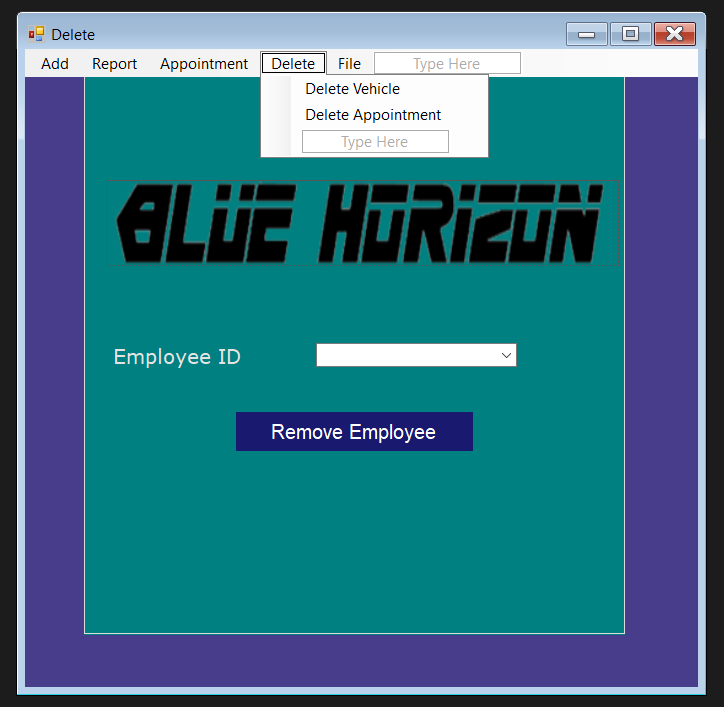 Delete
Add Report Appointment Delete File Type Here
Delete Vehicle
Delete Appointment
Type Here
BLUE HORIZON
Employee ID
Remove Employee